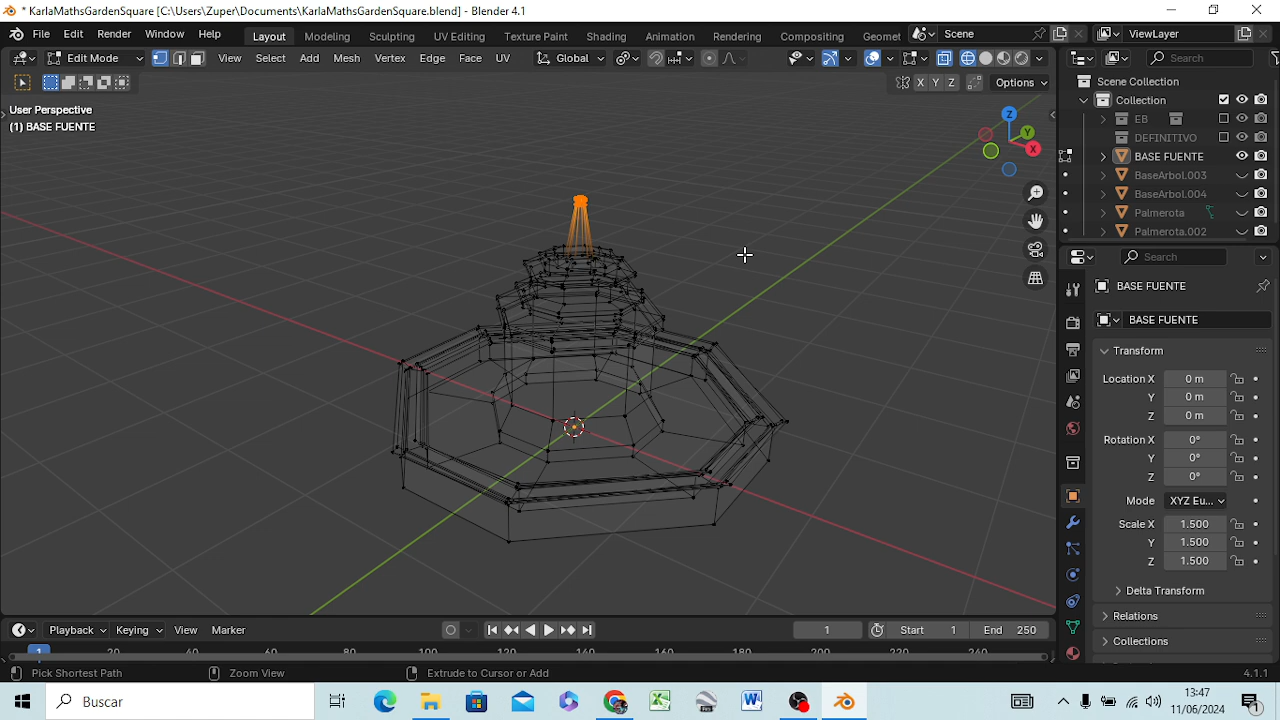 * KarlaMathsGardenSquare [C:\Users\Zuper\Documents\KarlaMathsGardenSquare.blend] - Blender 4.1
File Edit Render Window Help Layout Modeling Sculpting UV Editing Texture Paint Shading Animation Rendering Compositing Geomet Scene ViewLayer
Edit Mode View Select Add Mesh Vertex Edge Face UV Global Search
X Y Z Options
User Perspective
(1) BASE FUENTE
Z
Y
X
Scene Collection
Collection
EB
DEFINITIVO
BASE FUENTE
BaseArbol.003
BaseArbol.004
Palmerota
Palmerota.002
Search
BASE FUENTE
BASE FUENTE
Transform
Location X 0 m
Y 0 m
Z 0 m
Rotation X 0°
Y 0°
Z 0°
Mode XYZ Eu...
Scale X 1.500
Y 1.500
Z 1.500
Delta Transform
Relations
Collections
Playback Keying View Marker 1 Start 1 End 250
1 20 40 60 80 100 120 140 160 180 200 220 240
Pick Shortest Path Zoom View Extrude to Cursor or Add 4.1.1
Buscar
13:47
11/06/2024